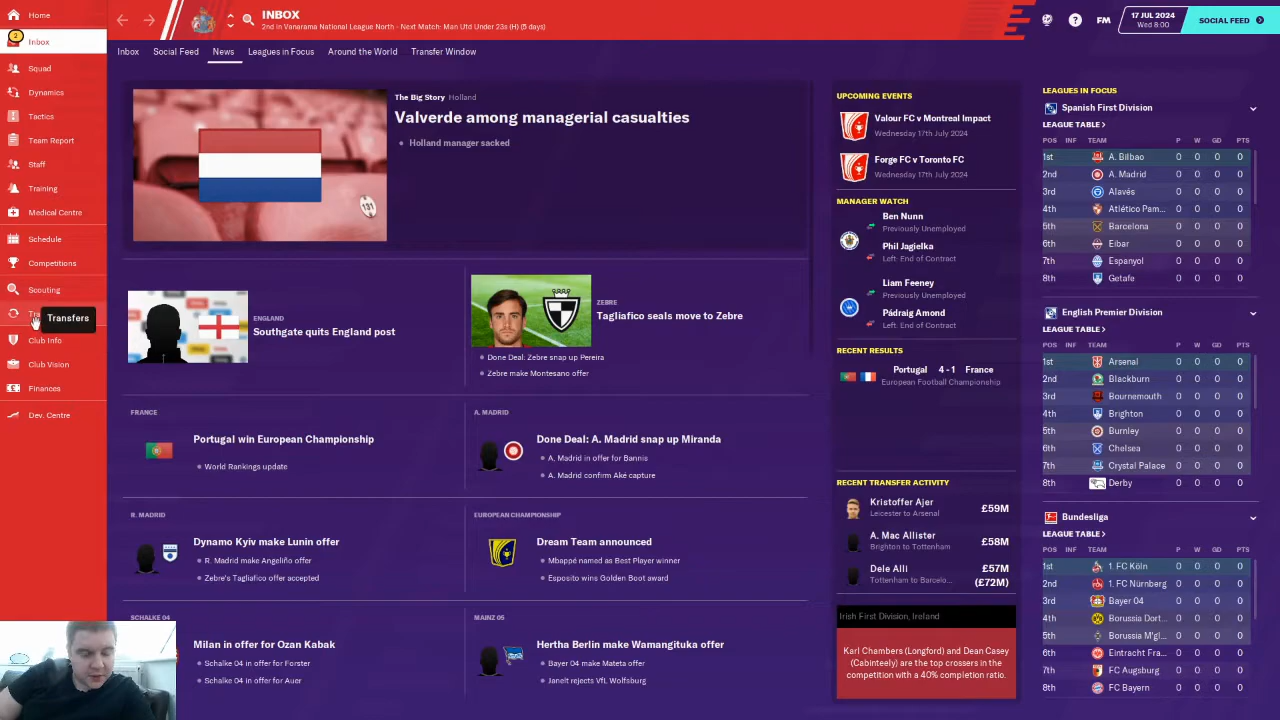 Home
2
Inbox
Squad
Dynamics
Tactics
Team Report
Staff
Training
Medical Centre
Schedule
Competitions
Scouting
Transfers
Club Info
Club Vision
Finances
Dev. Centre
INBOX
2nd in Vanarama National League North - Next Match: Man Utd Under 23s (H) (5 days)
?
FM
17 JUL 2024
Wed 8:00
SOCIAL FEED
Inbox Social Feed News Leagues in Focus Around the World Transfer Window
131
The Big Story Holland
Valverde among managerial casualties
Holland manager sacked
ENGLAND
Southgate quits England post
ZEBRE
Tagliafico seals move to Zebre
Done Deal: Zebre snap up Pereira
Zebre make Montesano offer
FRANCE
Portugal win European Championship
World Rankings update
A. MADRID
Done Deal: A. Madrid snap up Miranda
A. Madrid in offer for Bannis
A. Madrid confirm Aké capture
R. MADRID
Dynamo Kyiv make Lunin offer
R. Madrid make Angeliño offer
Zebre's Tagliafico offer accepted
EUROPEAN CHAMPIONSHIP
Dream Team announced
Mbappé named as Best Player winner
Esposito wins Golden Boot award
SCHALKE 04
Milan in offer for Ozan Kabak
Schalke 04 in offer for Forster
Schalke 04 in offer for Auer
MAINZ 05
Hertha Berlin make Wamangituka offer
Bayer 04 make Mateta offer
Janelt rejects VfL Wolfsburg
UPCOMING EVENTS
Valour FC v Montreal Impact
Wednesday 17th July 2024
Forge FC v Toronto FC
Wednesday 17th July 2024
MANAGER WATCH
Ben Nunn
Previously Unemployed
Phil Jagielka
Left: End of Contract
Liam Feeney
Previously Unemployed
Pádraig Amond
Left: End of Contract
RECENT RESULTS
Portugal 4 - 1 France
European Football Championship
RECENT TRANSFER ACTIVITY
Kristoffer Ajer
Leicester to Arsenal
£59M
A. Mac Allister
Brighton to Tottenham
£58M
Dele Alli
Tottenham to Barcelo...
£57M
(£72M)
Irish First Division, Ireland
Karl Chambers (Longford) and Dean Casey
(Cabinteely) are the top crossers in the
competition with a 40% completion ratio.
LEAGUES IN FOCUS
Spanish First Division
LEAGUE TABLE >
POS INF TEAM P W GD PTS
1st A. Bilbao 0 0 0 0
2nd A. Madrid 0 0 0 0
3rd Alavés 0 0 0 0
4th Atlético Pam... 0 0 0 0
5th Barcelona 0 0 0 0
6th Eibar 0 0 0 0
7th Espanyol 0 0 0 0
8th Getafe 0 0 0 0
English Premier Division
LEAGUE TABLE >
POS INF TEAM P W GD PTS
1st Arsenal 0 0 0 0
2nd Blackburn 0 0 0 0
3rd Bournemouth 0 0 0 0
4th Brighton 0 0 0 0
5th Burnley 0 0 0 0
6th Chelsea 0 0 0 0
7th Crystal Palace 0 0 0 0
8th Derby 0 0 0 0
Bundesliga
LEAGUE TABLE >
POS INF TEAM P W GD PTS
1st 1. FC Köln 0 0 0 0
2nd 1. FC Nürnberg 0 0 0 0
3rd Bayer 04 0 0 0 0
4th Borussia Dort... 0 0 0 0
5th Borussia M'gl... 0 0 0 0
6th Eintracht Fra... 0 0 0 0
7th FC Augsburg 0 0 0 0
8th FC Bayern 0 0 0 0